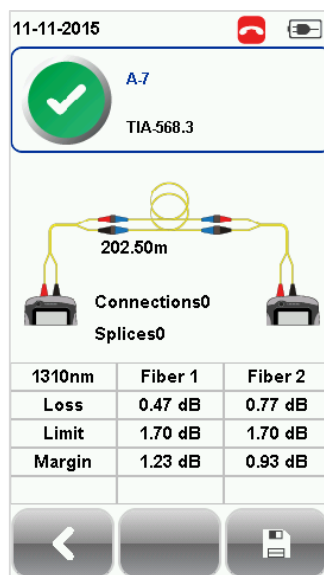 11-11-2015
A-7
TIA-568.3
202.50m
Connections0
Splices0
1310nm Fiber 1 Fiber 2
Loss 0.47 dB 0.77 dB
Limit 1.70 dB 1.70 dB
Margin 1.23 dB 0.93 dB